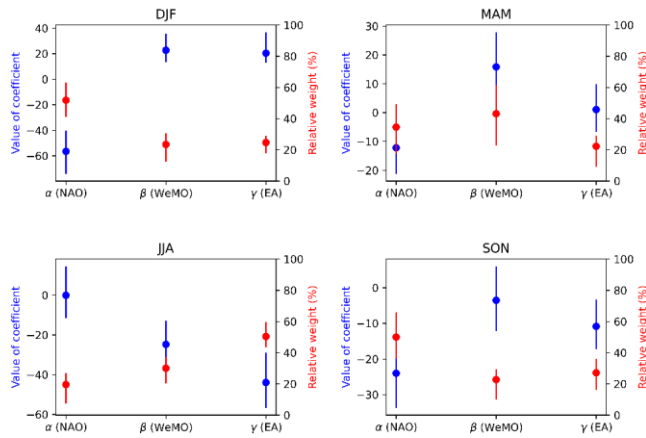 DJF
Value of coefficient
40
20
0
−20
−40
−60
100
80
60
40
20
0
Relative weight (%)
α (NAO) β (WeMO) γ (EA)
MAM
Value of coefficient
30
20
10
0
−10
−20
100
80
60
40
20
0
Relative weight (%)
α (NAO) β (WeMO) γ (EA)
JJA
Value of coefficient
0
−20
−40
−60
100
80
60
40
20
0
Relative weight (%)
α (NAO) β (WeMO) γ (EA)
SON
Value of coefficient
0
−10
−20
−30
100
80
60
40
20
0
Relative weight (%)
α (NAO) β (WeMO) γ (EA)